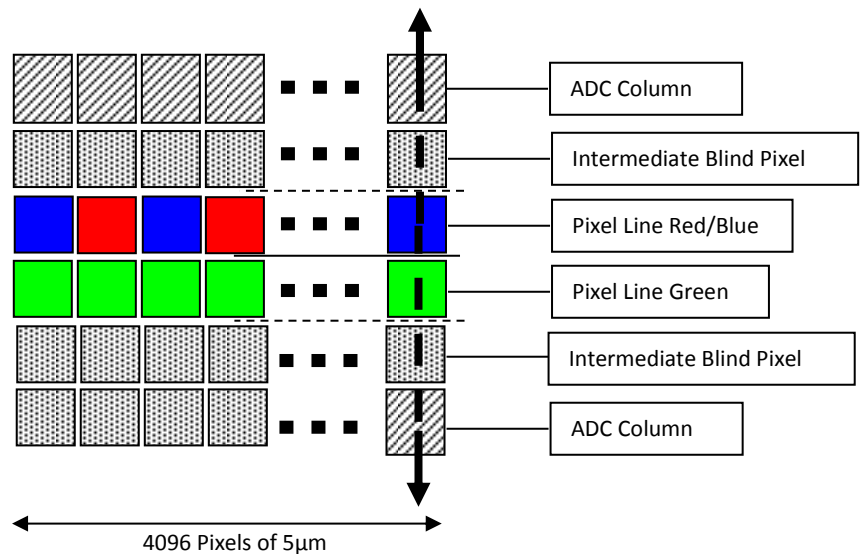 ADC Column
Intermediate Blind Pixel
Pixel Line Red/Blue
Pixel Line Green
Intermediate Blind Pixel
ADC Column
4096 Pixels of 5µm